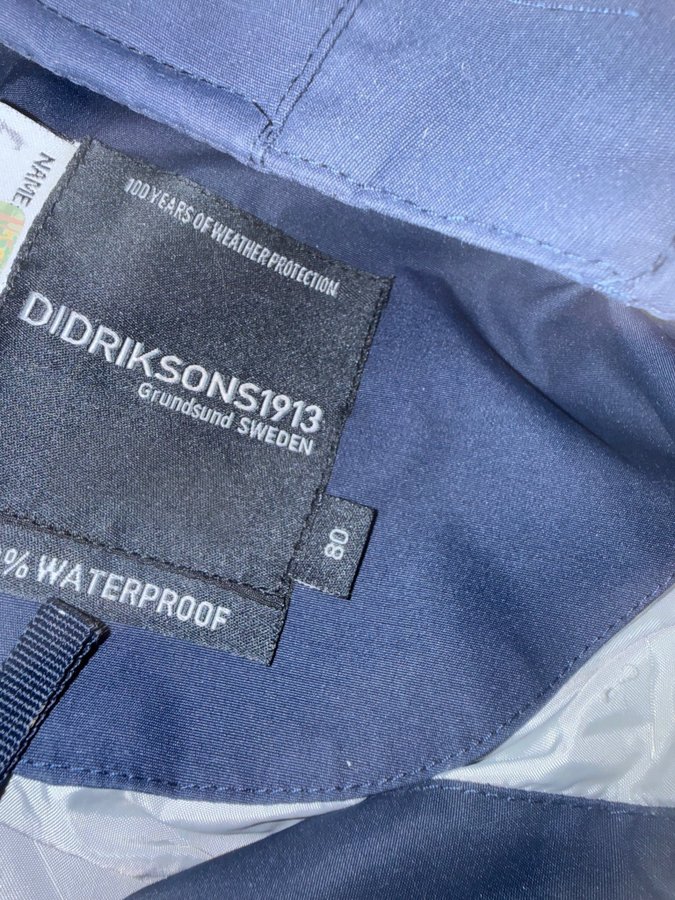 NAME
100 YEARS OF WEATHER PROTECTION
DIDRIKSONS1913
Grundsund SWEDEN
80
% WATERPROOF